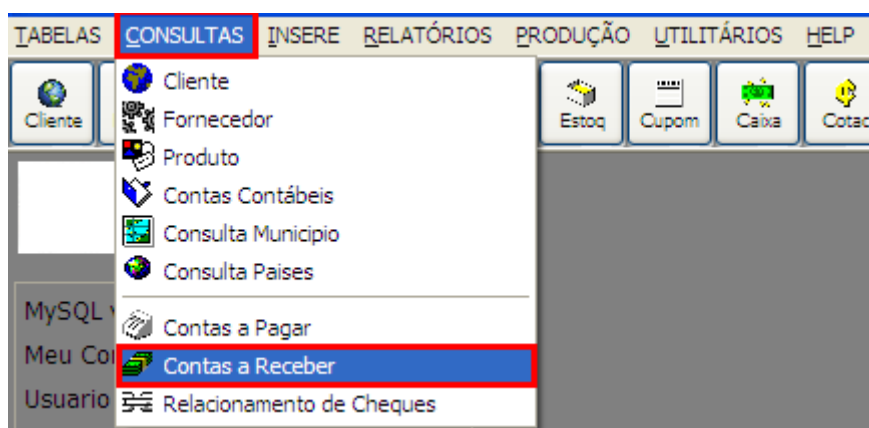 TABELAS CONSULTAS INSERE RELATÓRIOS PRODUÇÃO UTILITÁRIOS HELP
Cliente Estoq Cupom Caixa Cotac
Cliente
Fornecedor
Produto
Contas Contábeis
Consulta Municipio
Consulta Paises
Contas a Pagar
Contas a Receber
Relacionamento de Cheques
MySQL
Meu
Usuario